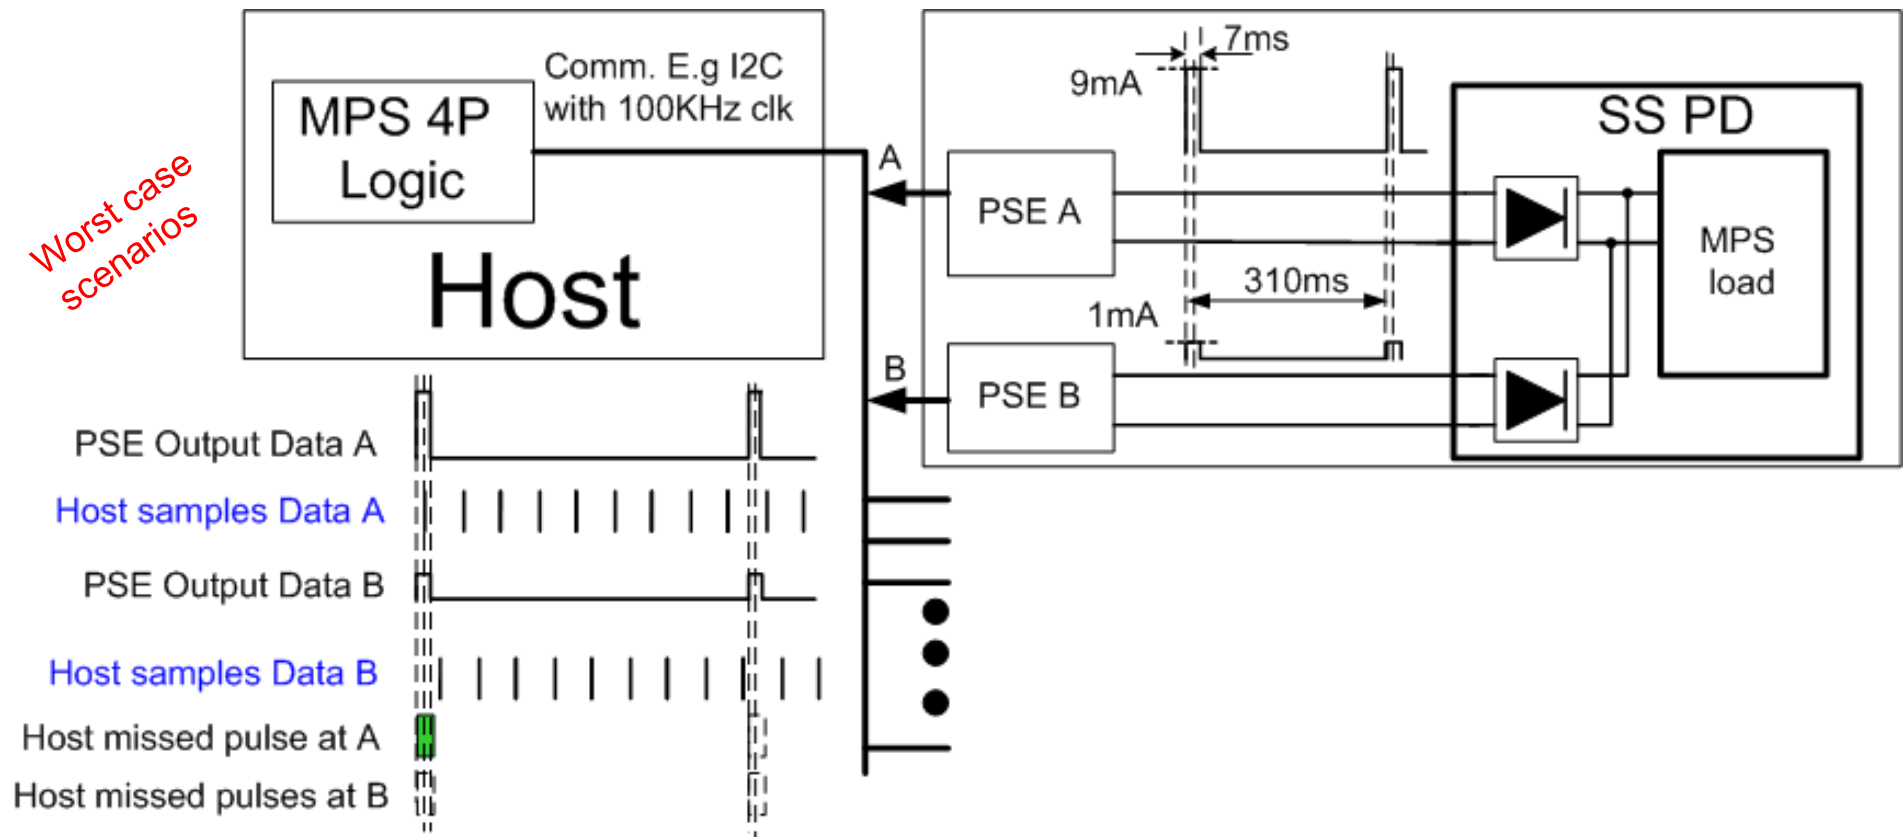 Worst case
scenarios
MPS 4P
Logic
Comm. E.g I2C
with 100KHz clk
Host
A
B
PSE A
PSE B
7ms
9mA
310ms
1mA
SS PD
MPS
load
PSE Output Data A
Host samples Data A
PSE Output Data B
Host samples Data B
Host missed pulse at A
Host missed pulses at B